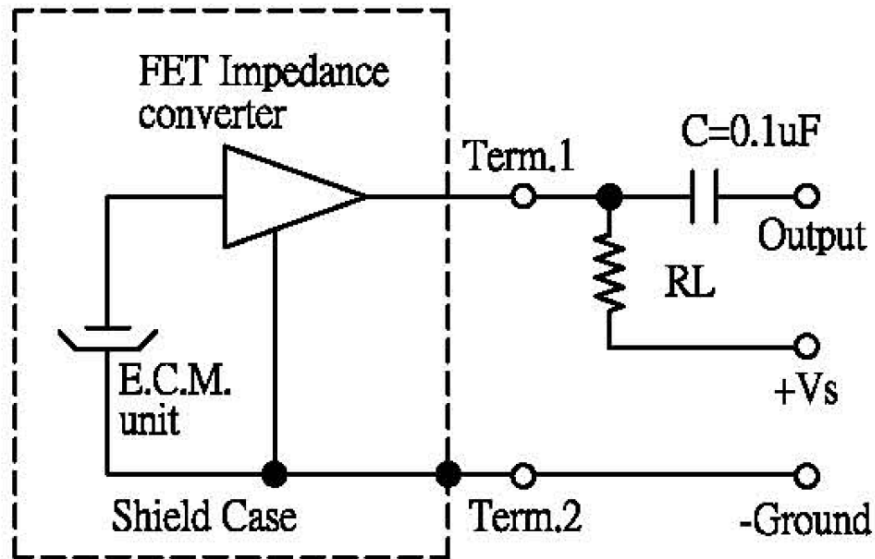 FET Impedance
converter
Term.1
C=0.1uF
Output
RL
+Vs
E.C.M.
unit
Shield Case
Term.2
-Ground